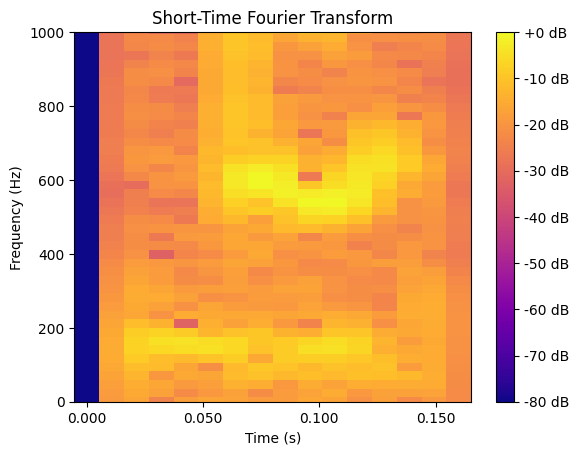 Short-Time Fourier Transform
Frequency (Hz)
1000
800
600
400
200
0
0.000
0.050
0.100
0.150
Time (s)
+0 dB
-10 dB
-20 dB
-30 dB
-40 dB
-50 dB
-60 dB
-70 dB
-80 dB